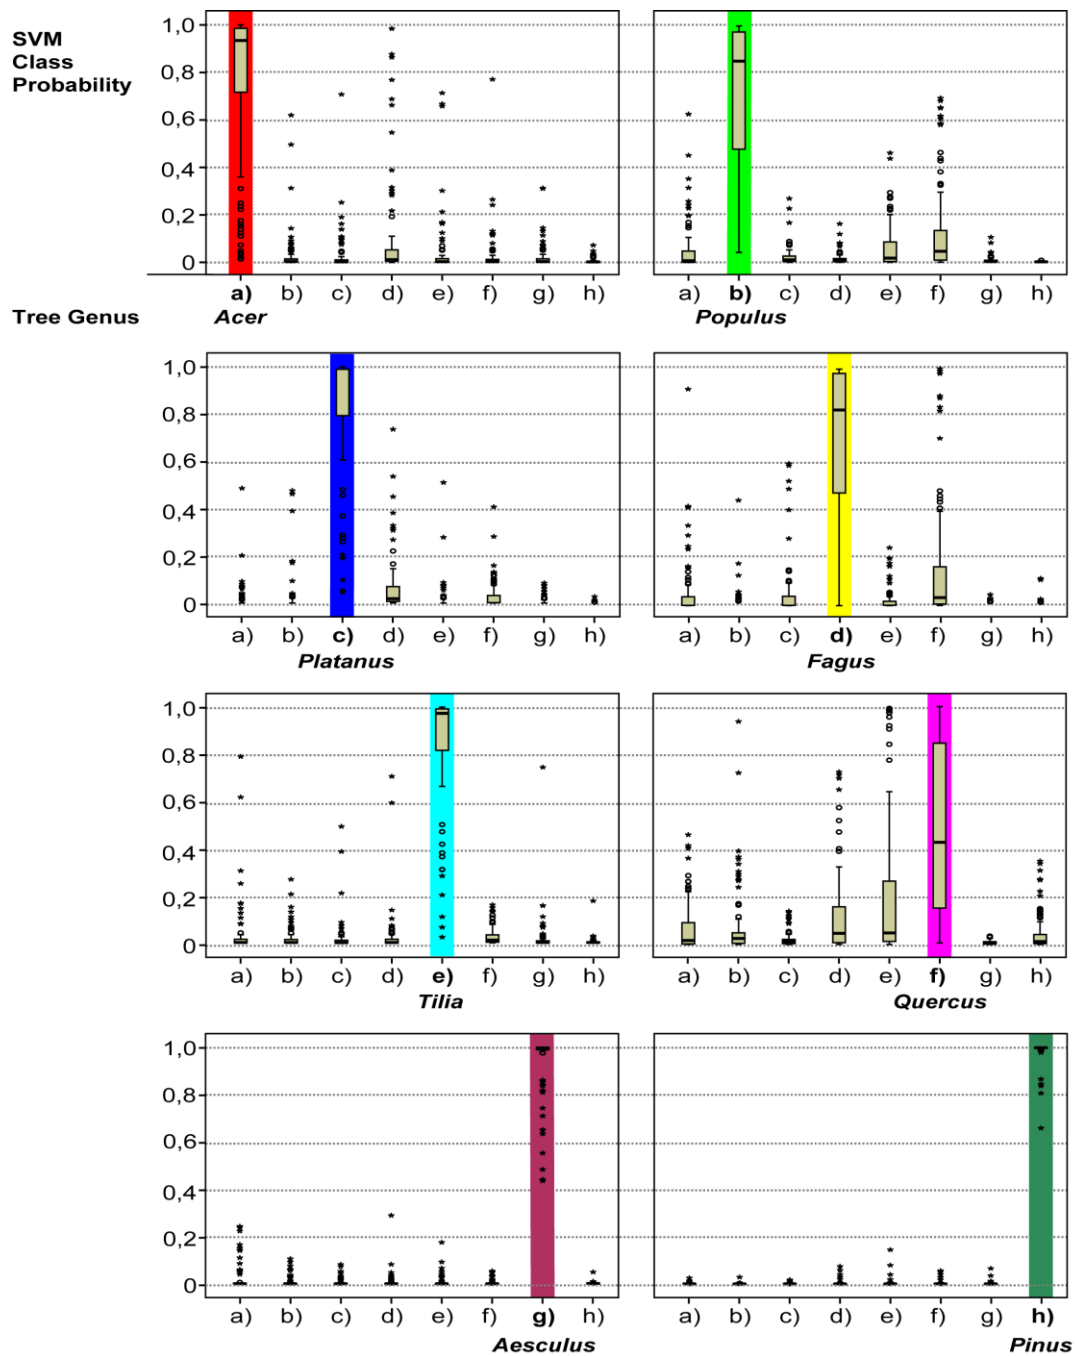 SVM
Class
Probability
1,0
0,8
0,6
0,4
0,2
0
1,0
0,8
0,6
0,4
0,2
0
a) b) c) d) e) f) g) h)
a) b) c) d) e) f) g) h)
Tree Genus
Acer
Populus
1,0
0,8
0,6
0,4
0,2
0
1,0
0,8
0,6
0,4
0,2
0
a) b) c) d) e) f) g) h)
a) b) c) d) e) f) g) h)
Platanus
Fagus
1,0
0,8
0,6
0,4
0,2
0
1,0
0,8
0,6
0,4
0,2
0
a) b) c) d) e) f) g) h)
a) b) c) d) e) f) g) h)
Tilia
Quercus
1,0
0,8
0,6
0,4
0,2
0
1,0
0,8
0,6
0,4
0,2
0
a) b) c) d) e) f) g) h)
a) b) c) d) e) f) g) h)
Aesculus
Pinus